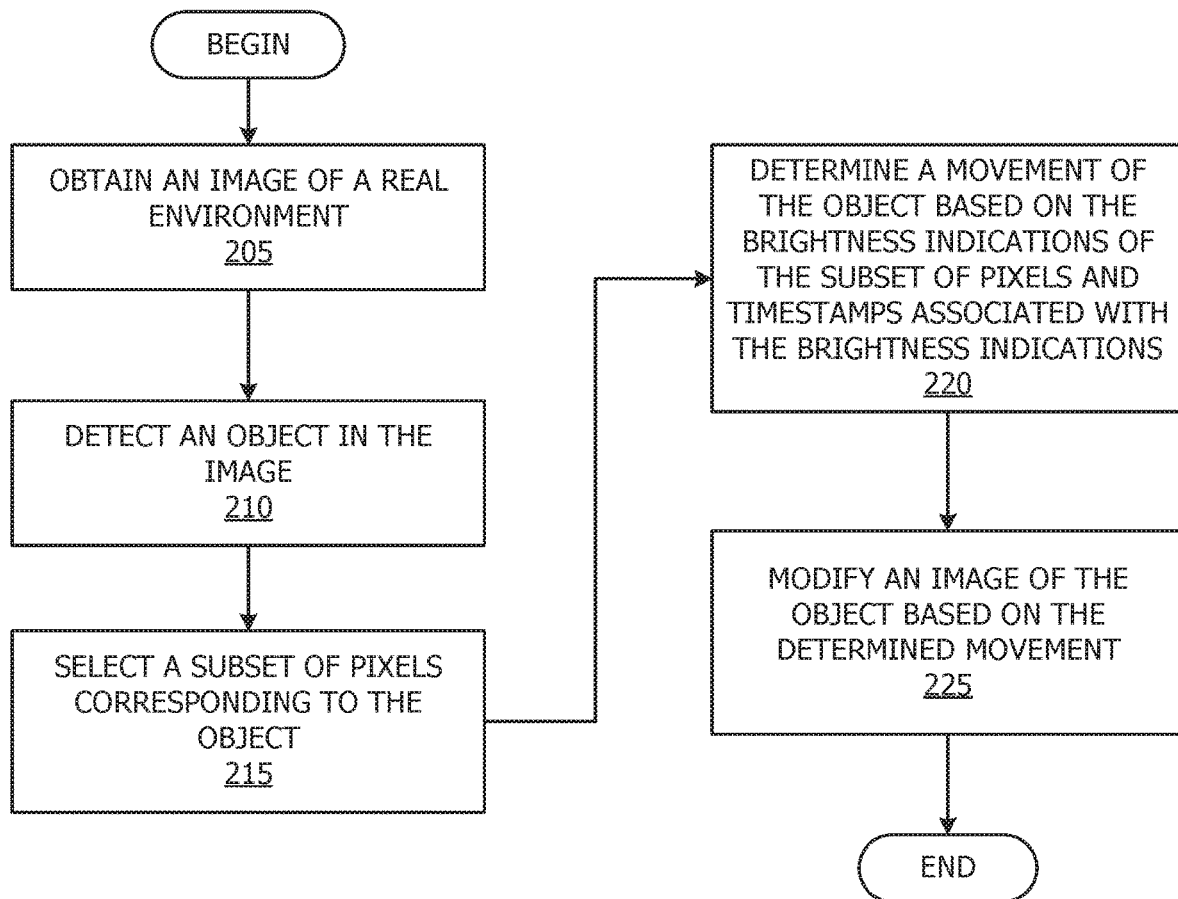 BEGIN
OBTAIN AN IMAGE OF A REAL
ENVIRONMENT
205
DETECT AN OBJECT IN THE
IMAGE
210
SELECT A SUBSET OF PIXELS
CORRESPONDING TO THE
OBJECT
215
DETERMINE A MOVEMENT OF
THE OBJECT BASED ON THE
BRIGHTNESS INDICATIONS OF
THE SUBSET OF PIXELS AND
TIMESTAMPS ASSOCIATED WITH
THE BRIGHTNESS INDICATIONS
220
MODIFY AN IMAGE OF THE
OBJECT BASED ON THE
DETERMINED MOVEMENT
225
END